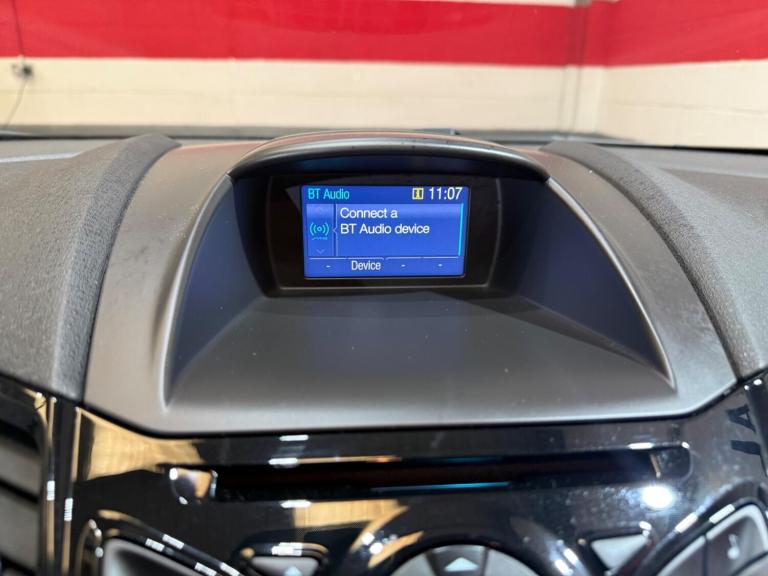 BT Audio 11:07
Connect a
BT Audio device
- Device - -